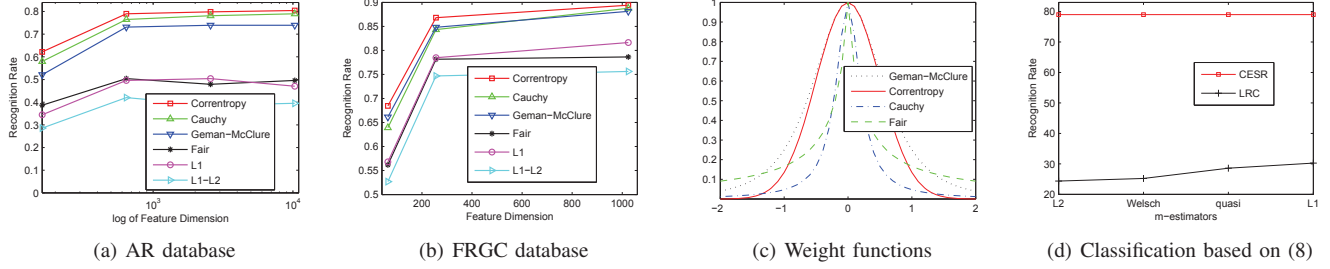 Recognition Rate
0.8
0.7
0.6
0.5
0.4
0.3
0.2
0.1
0
10^3
10^4
log of Feature Dimension
Correntropy
Cauchy
Geman−McClure
Fair
L1
L1−L2
(a) AR database
Recognition Rate
0.9
0.85
0.8
0.75
0.7
0.65
0.6
0.55
0.5
200
400
600
800
1000
Feature Dimension
Correntropy
Cauchy
Geman−McClure
Fair
L1
L1−L2
(b) FRGC database
1
0.9
0.8
0.7
0.6
0.5
0.4
0.3
0.2
0.1
−2
−1
0
1
2
Geman−McClure
Correntropy
Cauchy
Fair
(c) Weight functions
Recognition Rate
80
70
60
50
40
30
20
L2
Welsch
quasi
L1
m−estimators
CESR
LRC
(d) Classification based on (8)